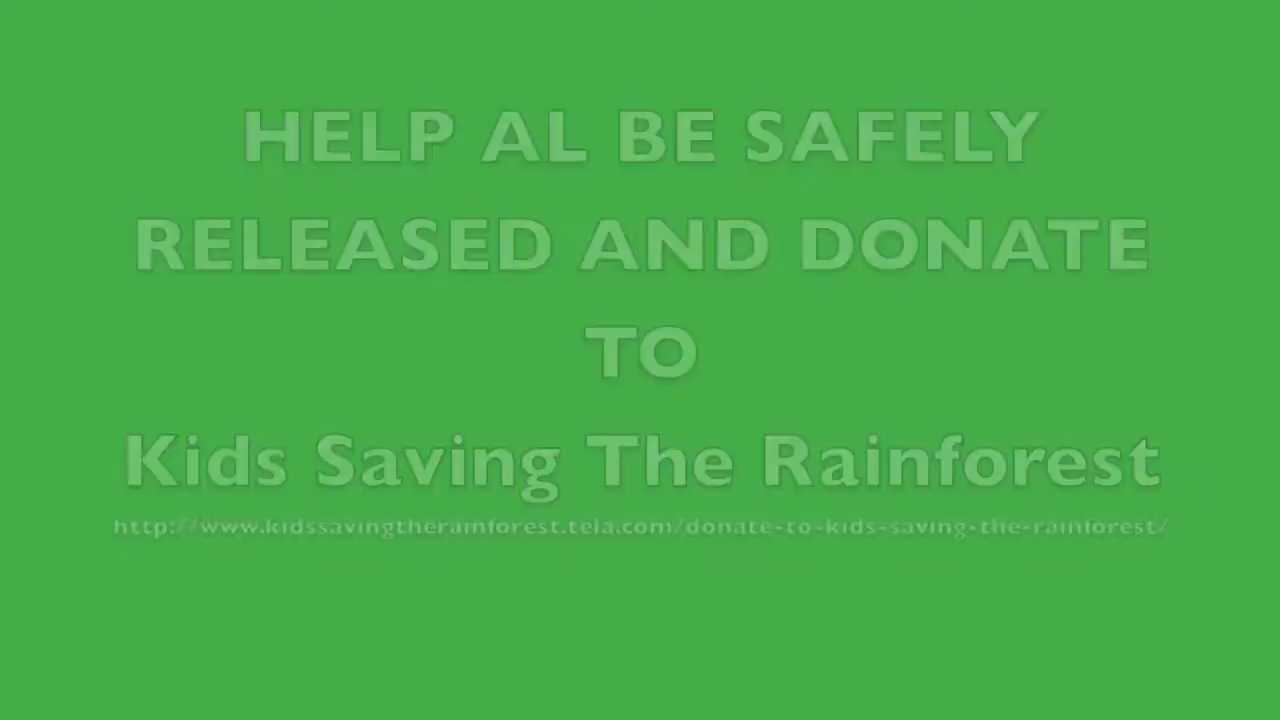 HELP AL BE SAFELY
RELEASED AND DONATE
TO
Kids Saving The Rainforest
http://www.kidssavingtherainforest.tela.com/donate-to-kids-saving-the-rainforest/